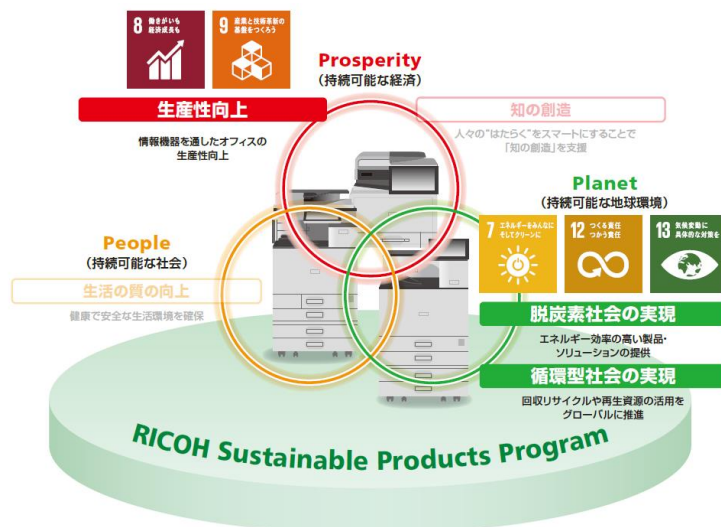 8 働きがいも
経済成長も
9 産業と技術革新の
基盤をつくろう
Prosperity
(持続可能な経済)
生産性向上
情報機器を通したオフィスの
生産性向上
知の創造
人々の“はたらく”をスマートにすることで
「知の創造」を支援
Planet
(持続可能な地球環境)
7 エネルギーをみんなに
そしてクリーンに
12 つくる責任
つかう責任
13 気候変動に
具体的な対策を
People
(持続可能な社会)
生活の質の向上
健康で安全な生活環境を確保
脱炭素社会の実現
エネルギー効率の高い製品・
ソリューションの提供
循環型社会の実現
回収リサイクルや再生資源の活用を
グローバルに推進
RICOH Sustainable Products Program